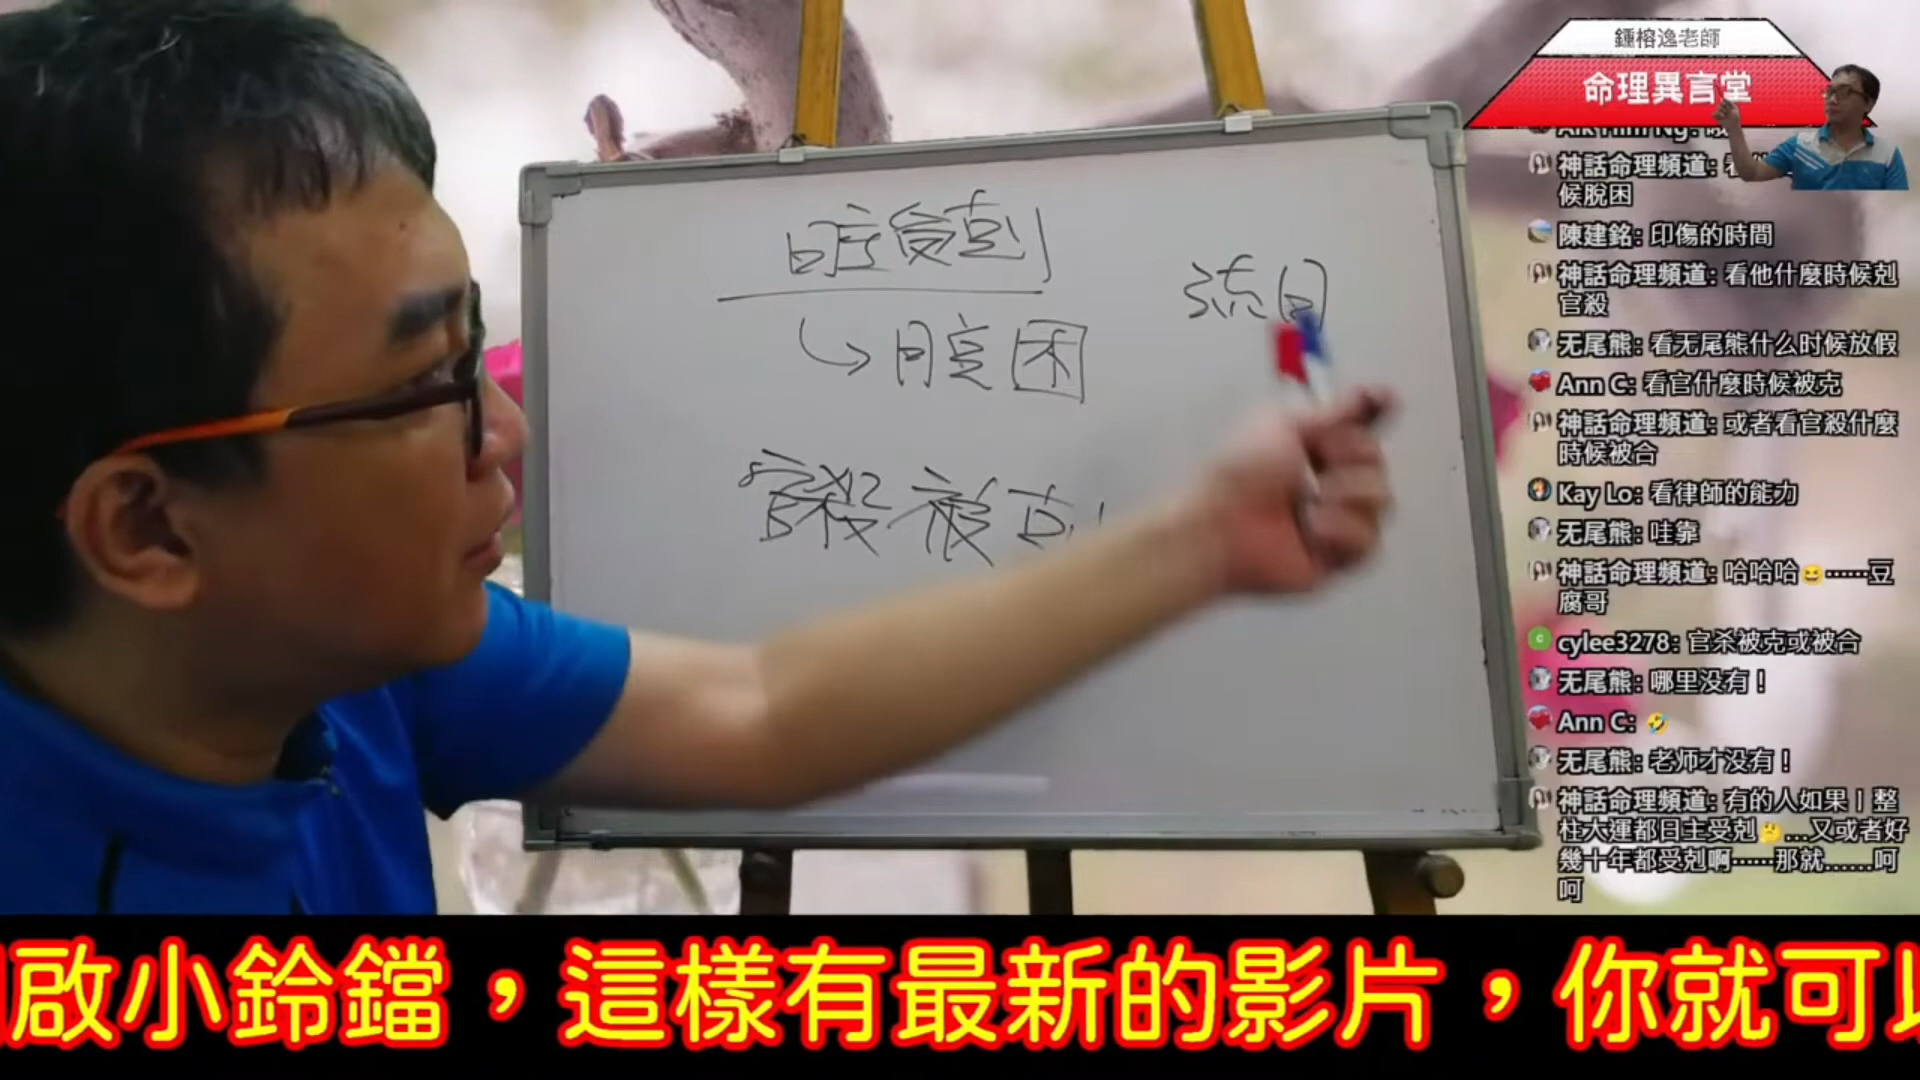 鍾榕逸老師
命理異言堂
神話命理頻道:
候脫困
陳建銘: 印傷的時間
神話命理頻道: 看他什麼時候剋
官殺
无尾熊: 看无尾熊什么时候放假
Ann C: 看官什麼時候被克
神話命理頻道: 或者看官殺什麼
時候被合
Kay Lo: 看律師的能力
无尾熊: 哇靠
神話命理頻道: 哈哈哈😆⋯⋯豆
腐哥
cylee3278: 官杀被克或被合
无尾熊: 哪里没有！
Ann C: 🤣
无尾熊: 老师才没有！
神話命理頻道: 有的人如果丨整
柱大運都日主受剋🤔....又或者好
幾十年都受剋啊⋯⋯那就......呵
呵
流日
官殺被
啟小鈴鐺，這樣有最新的影片，你就可